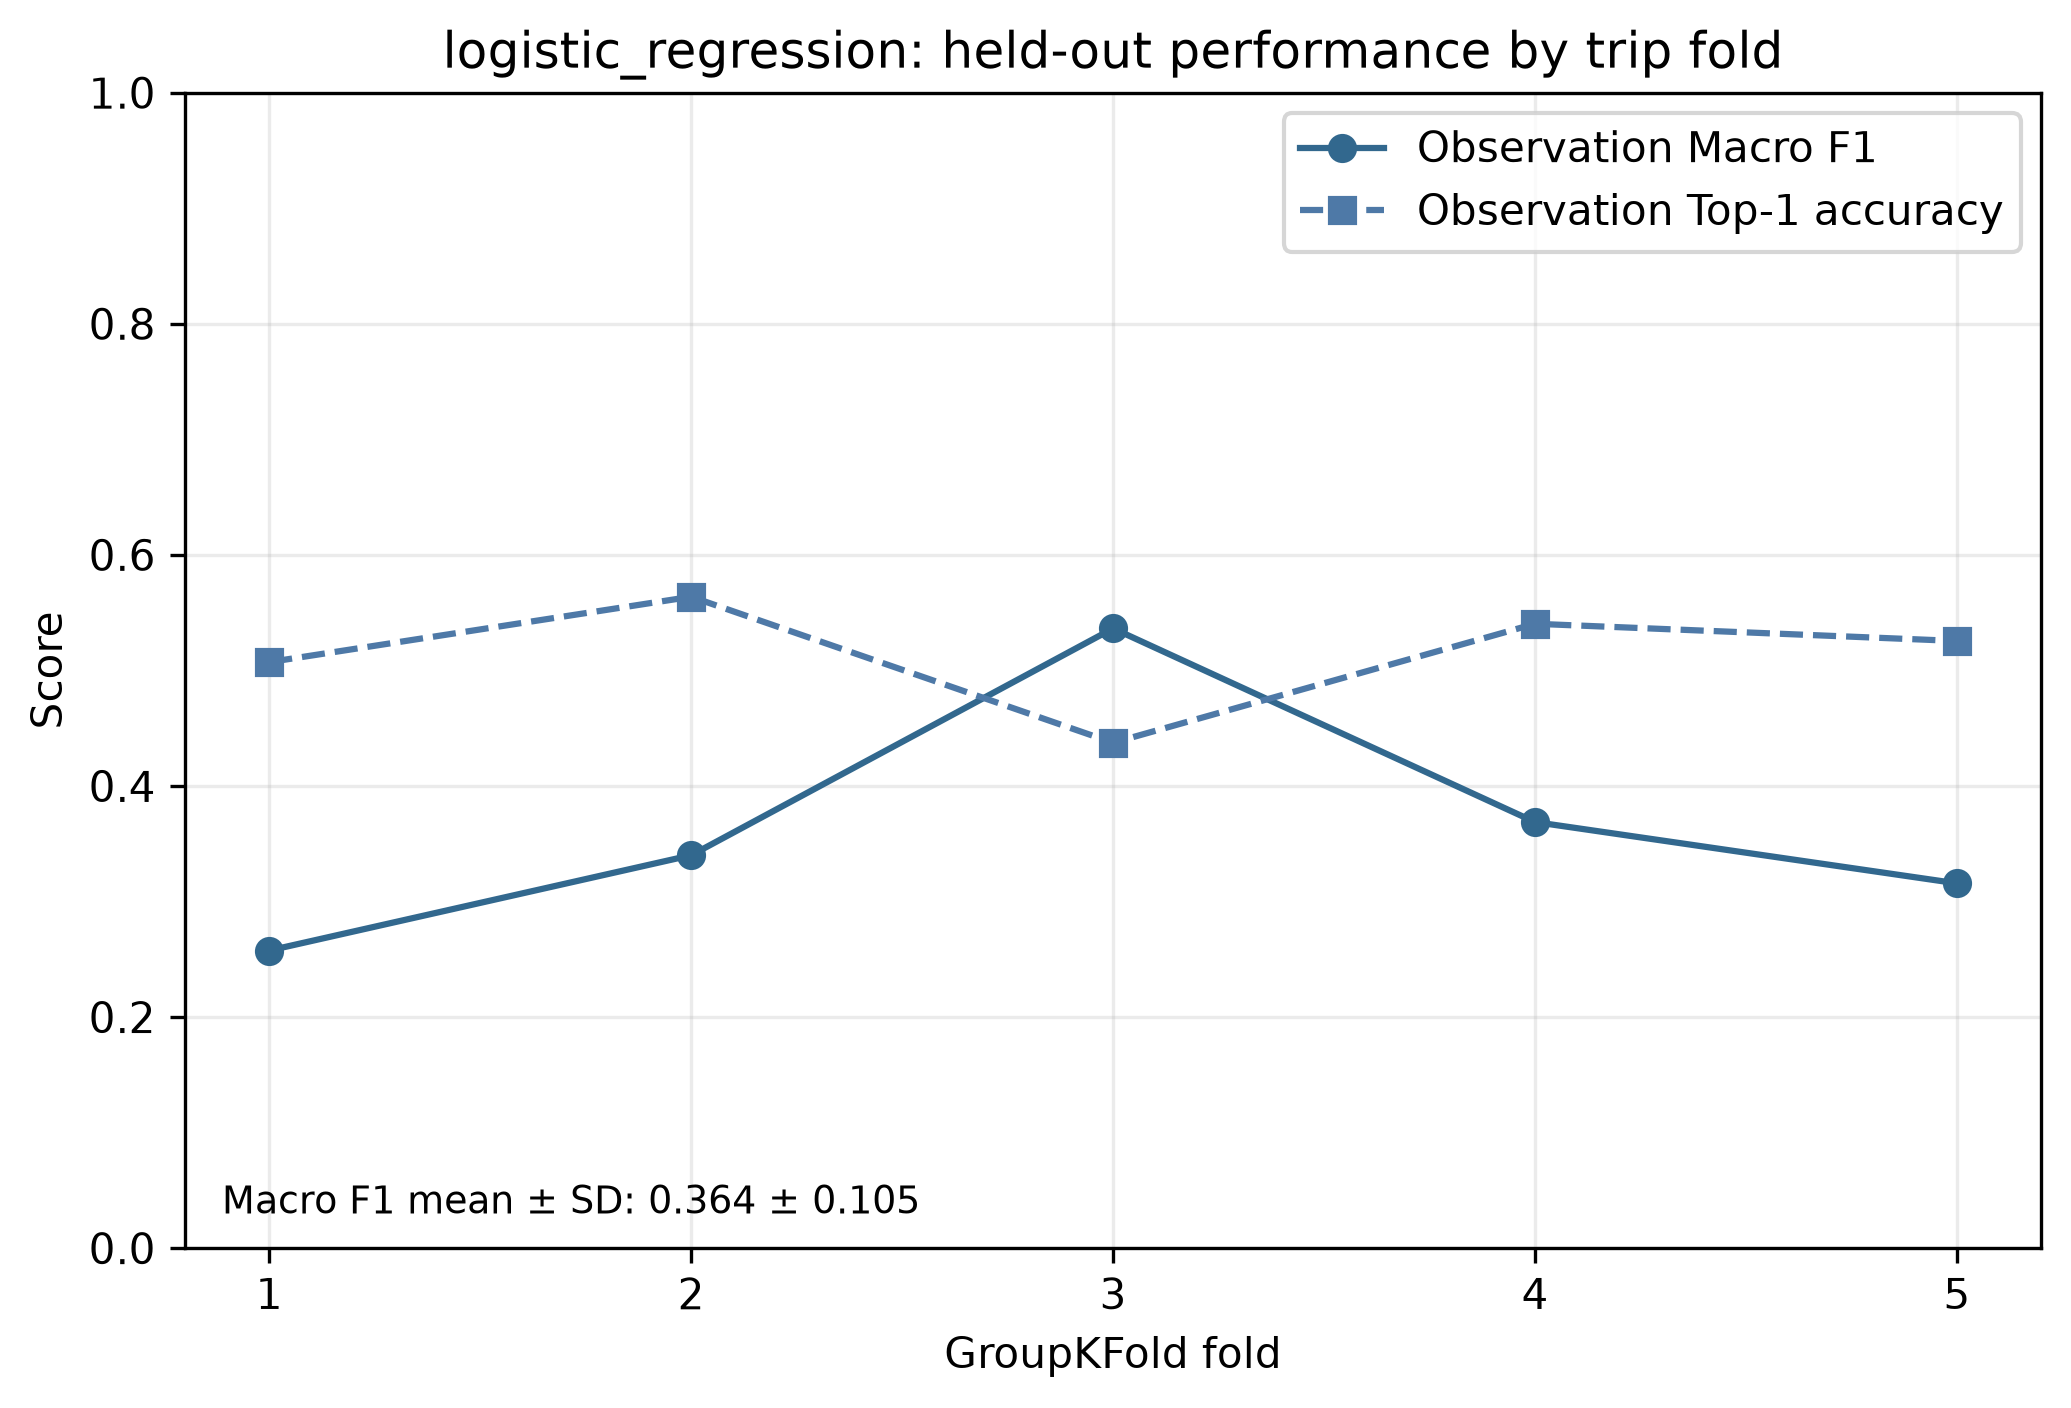 logistic_regression: held-out performance by trip fold
Observation Macro F1
Observation Top-1 accuracy
1.0
0.8
0.6
0.4
0.2
0.0
Score
Macro F1 mean ± SD: 0.364 ± 0.105
1 2 3 4 5
GroupKFold fold